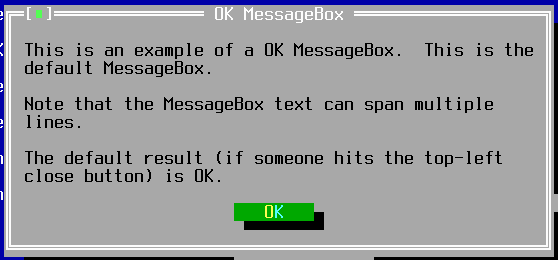 OK MessageBox
This is an example of a OK MessageBox.  This is the
default MessageBox.
Note that the MessageBox text can span multiple
lines.
The default result (if someone hits the top-left
close button) is OK.
OK